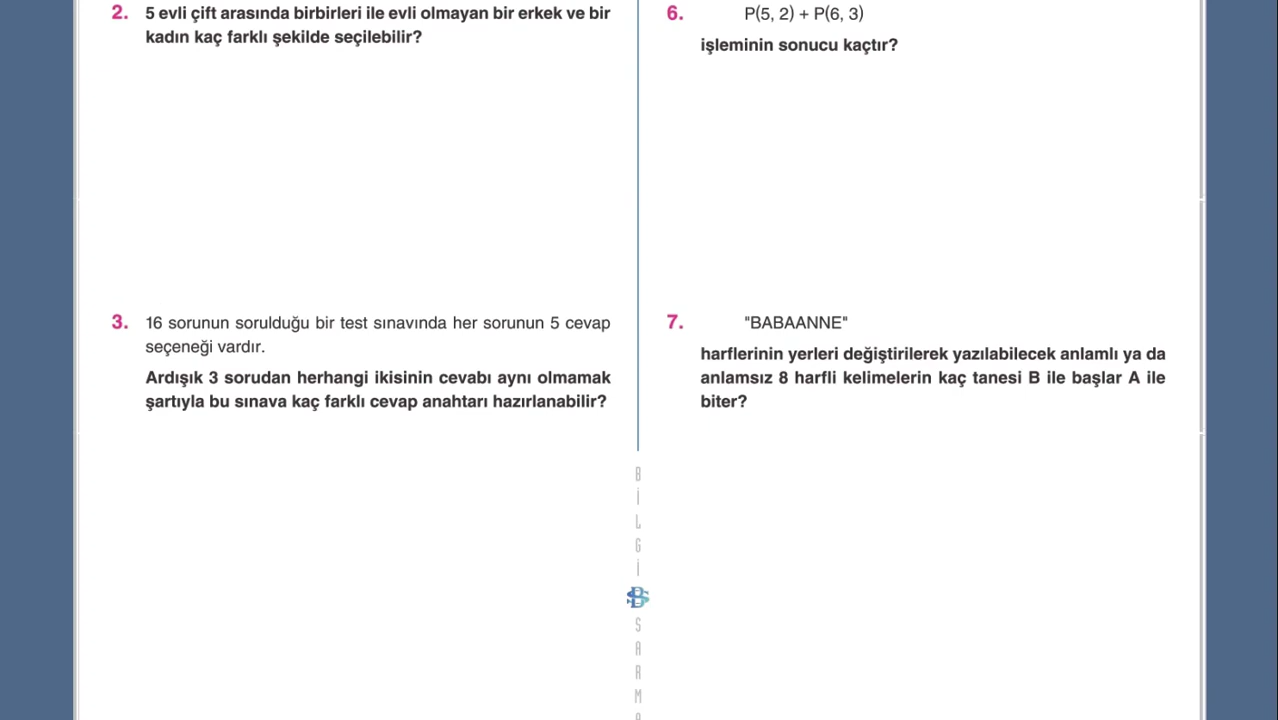 2. 5 evli çift arasında birbirleri ile evli olmayan bir erkek ve bir
kadın kaç farklı şekilde seçilebilir?
3. 16 sorunun sorulduğu bir test sınavında her sorunun 5 cevap
seçeneği vardır.
Ardışık 3 sorudan herhangi ikisinin cevabı aynı olmamak
şartıyla bu sınava kaç farklı cevap anahtarı hazırlanabilir?
6. P(5, 2) + P(6, 3)
işleminin sonucu kaçtır?
7. "BABAANNE"
harflerinin yerleri değiştirilerek yazılabilecek anlamlı ya da
anlamsız 8 harfli kelimelerin kaç tanesi B ile başlar A ile
biter?
B
İ
L
G
İ
S
A
R
M
A